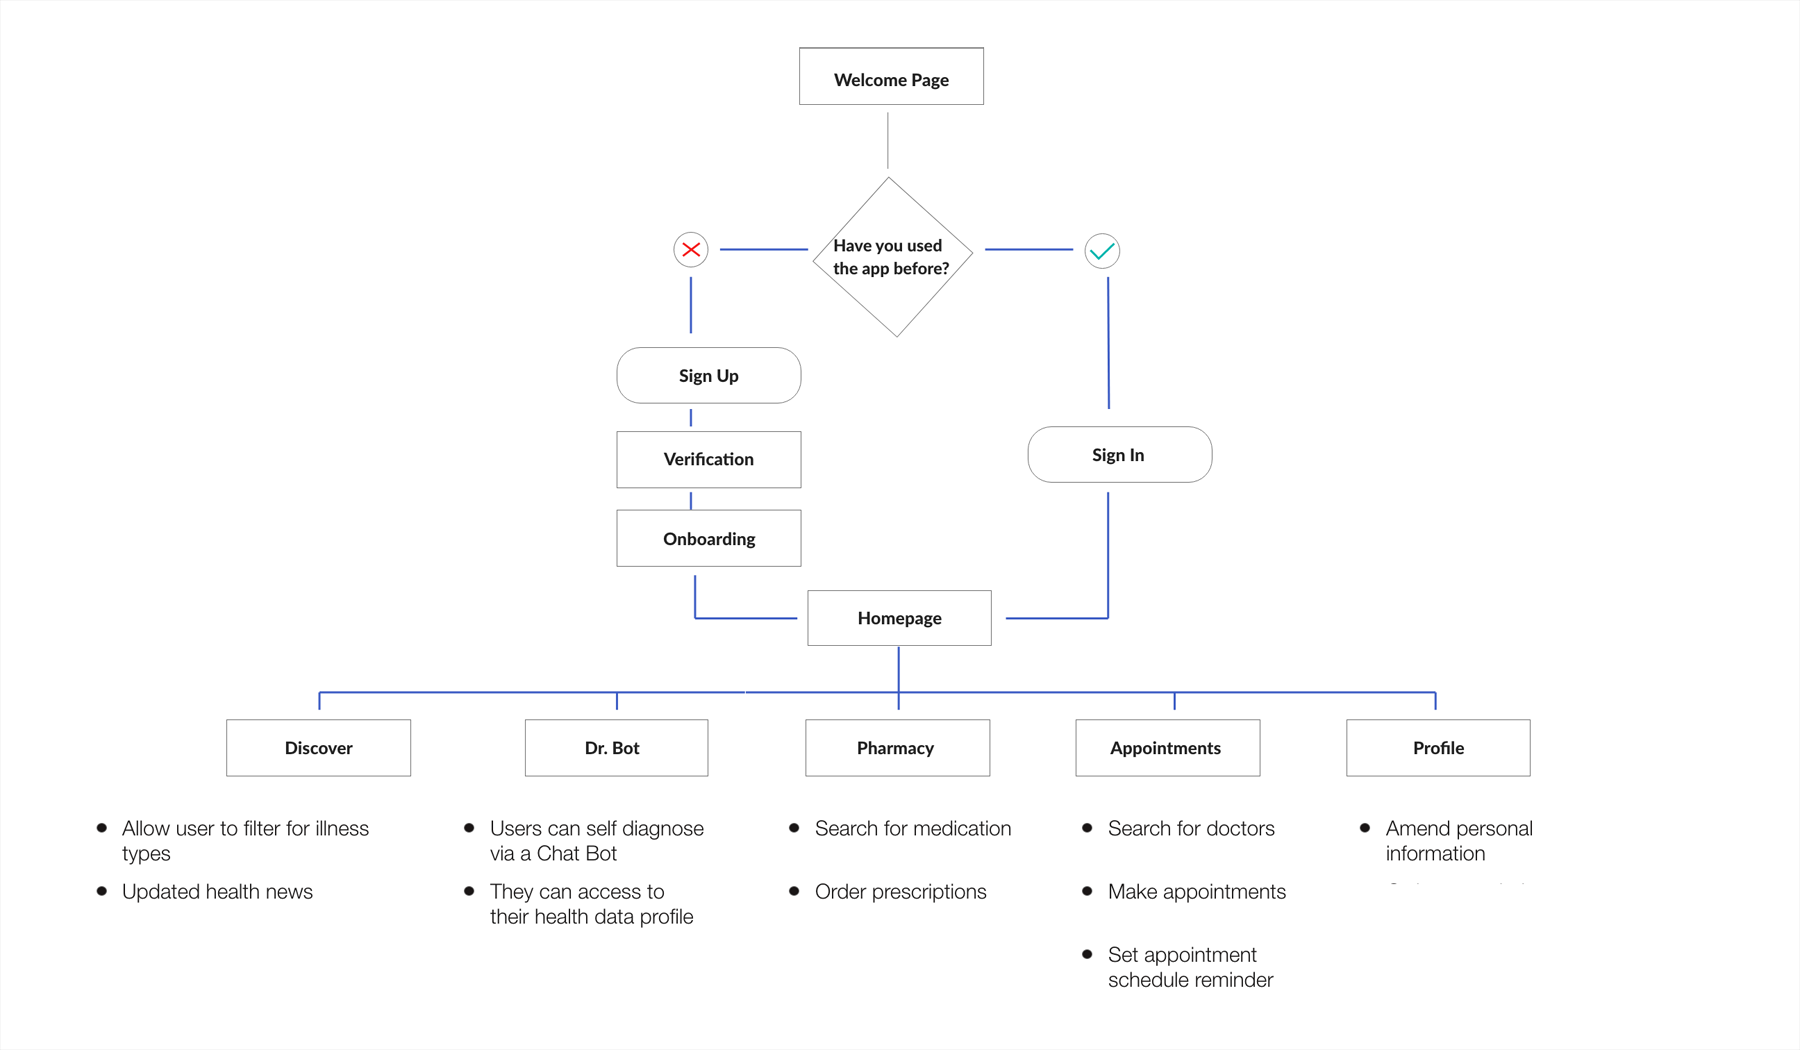 Welcome Page
Have you used
the app before?
Sign Up
Verification
Sign In
Onboarding
Homepage
Discover
Dr. Bot
Pharmacy
Appointments
Profile
Allow user to filter for illness
types
Updated health news
Users can self diagnose
via a Chat Bot
They can access to
their health data profile
Search for medication
Order prescriptions
Search for doctors
Make appointments
Set appointment
schedule reminder
Amend personal
information